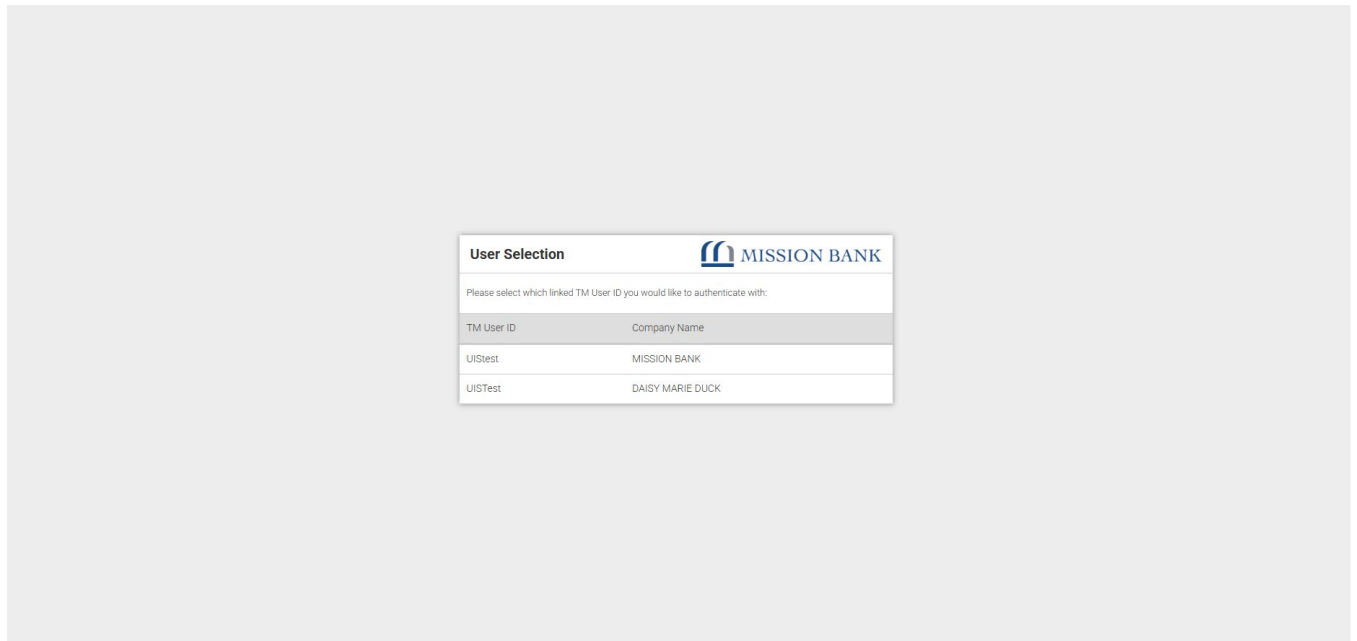 User Selection MISSION BANK
Please select which linked TM User ID you would like to authenticate with:
TM User ID Company Name
UIStest MISSION BANK
UISTest DAISY MARIE DUCK